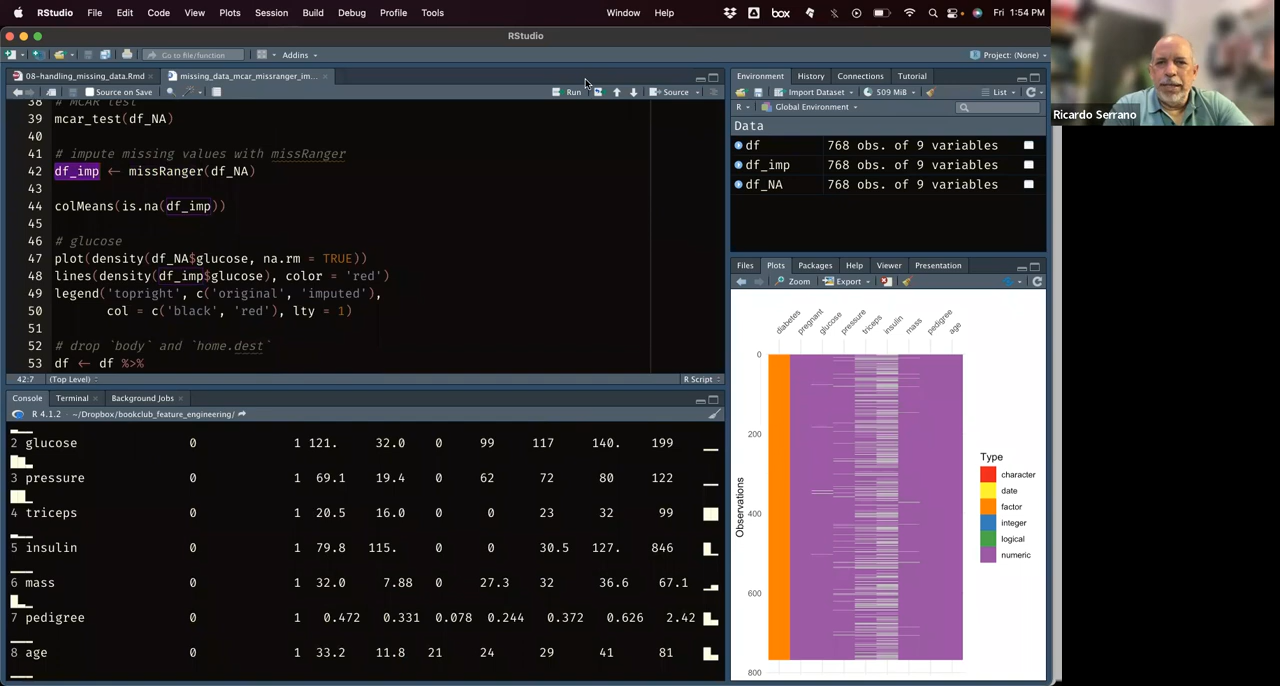 RStudio File Edit Code View Plots Session Build Debug Profile Tools Window Help box Fri 1:54 PM
RStudio
Go to file/function Addins Project: (None)
08-handling_missing_data.Rmd missing_data_mcar_missranger_im...
Source on Save Run Source
38 # MCAR test
39 mcar_test(df_NA)
40
41 # impute missing values with missRanger
42 df_imp ← missRanger(df_NA)
43
44 colMeans(is.na(df_imp))
45
46 # glucose
47 plot(density(df_NA$glucose, na.rm = TRUE))
48 lines(density(df_imp$glucose), color = 'red')
49 legend('topright', c('original', 'imputed'),
50 col = c('black', 'red'), lty = 1)
51
52 # drop `body` and `home.dest`
53 df ← df %>%
42:7 (Top Level) R Script
Console Terminal Background Jobs
R 4.1.2 · ~/Dropbox/bookclub_feature_engineering/
2 glucose 0 1 121. 32.0 0 99 117 140. 199
3 pressure 0 1 69.1 19.4 0 62 72 80 122
4 triceps 0 1 20.5 16.0 0 0 23 32 99
5 insulin 0 1 79.8 115. 0 0 30.5 127. 846
6 mass 0 1 32.0 7.88 0 27.3 32 36.6 67.1
7 pedigree 0 1 0.472 0.331 0.078 0.244 0.372 0.626 2.42
8 age 0 1 33.2 11.8 21 24 29 41 81
Environment History Connections Tutorial
Import Dataset 509 MiB List
R Global Environment
Data
df 768 obs. of 9 variables
df_imp 768 obs. of 9 variables
df_NA 768 obs. of 9 variables
Files Plots Packages Help Viewer Presentation
Zoom Export
diabetes pregnant glucose pressure triceps insulin mass pedigree age
0
200
400
600
800
Observations
Type
character
date
factor
integer
logical
numeric
Ricardo Serrano